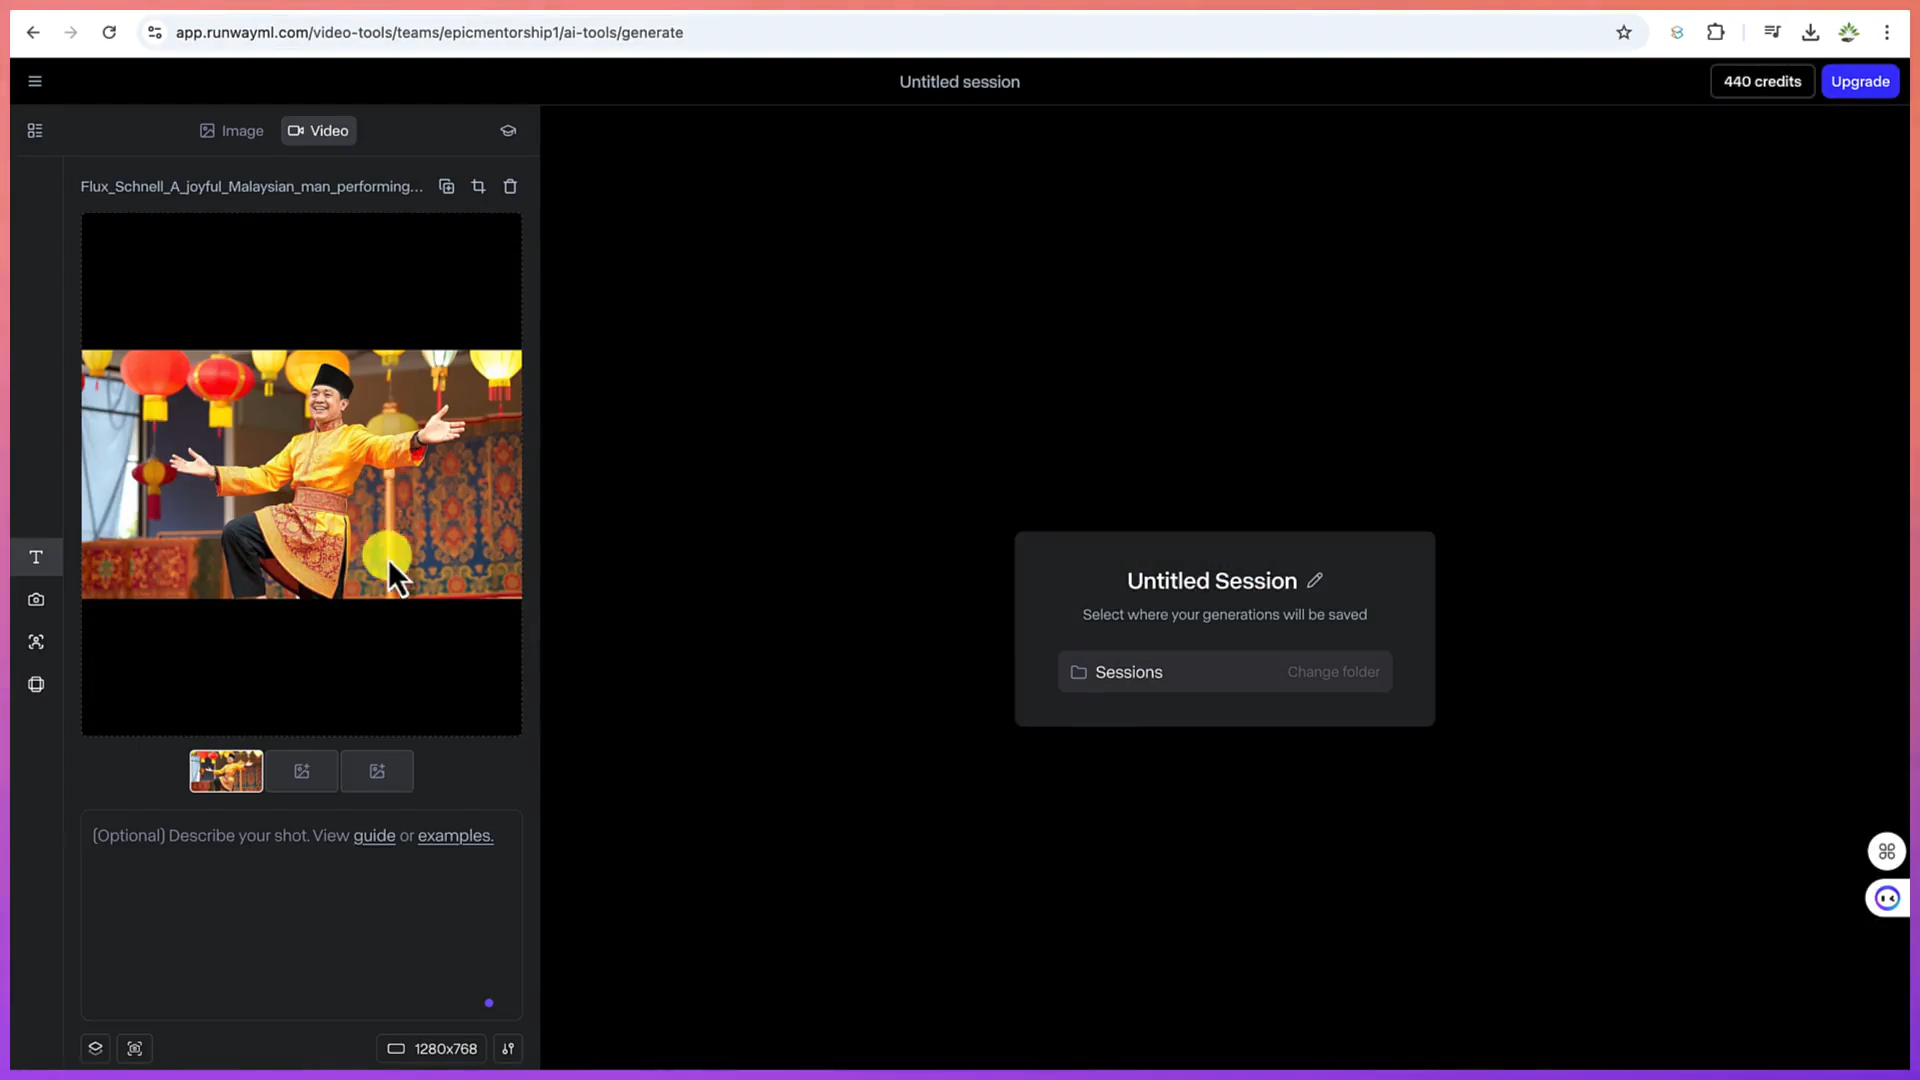 app.runwayml.com/video-tools/teams/epicmentorship1/ai-tools/generate
Untitled session
440 credits
Upgrade
Image
Video
Flux_Schnell_A_joyful_Malaysian_man_performing...
T
(Optional) Describe your shot. View guide or examples.
1280x768
Untitled Session
Select where your generations will be saved
Sessions
Change folder